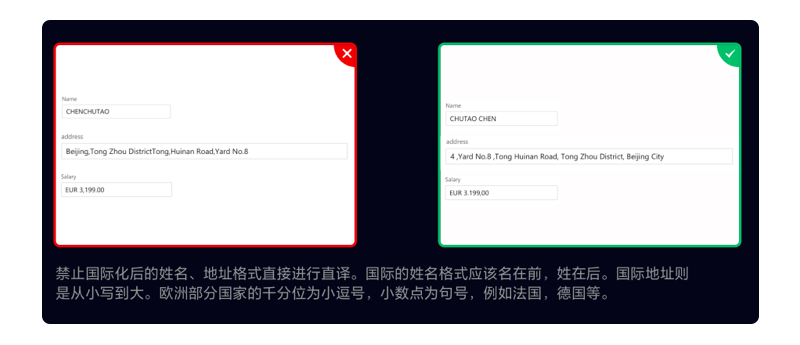 Name
CHENCHUTAO
address
Beijing,Tong Zhou DistrictTong,Huinan Road,Yard No.8
Salary
EUR 3,199.00
Name
CHUTAO CHEN
address
4 ,Yard No.8 ,Tong Huinan Road, Tong Zhou District, Beijing City
Salary
EUR 3.199,00
禁止国际化后的姓名、地址格式直接进行直译。国际的姓名格式应该名在前，姓在后。国际地址则
是从小写到大。欧洲部分国家的千分位为小逗号，小数点为句号，例如法国，德国等。